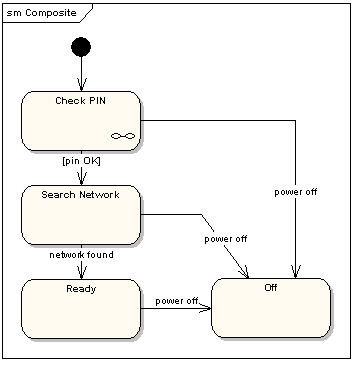 sm Composite
Check PIN
[pin OK]
power off
Search Network
power off
network found
Ready
power off
Off